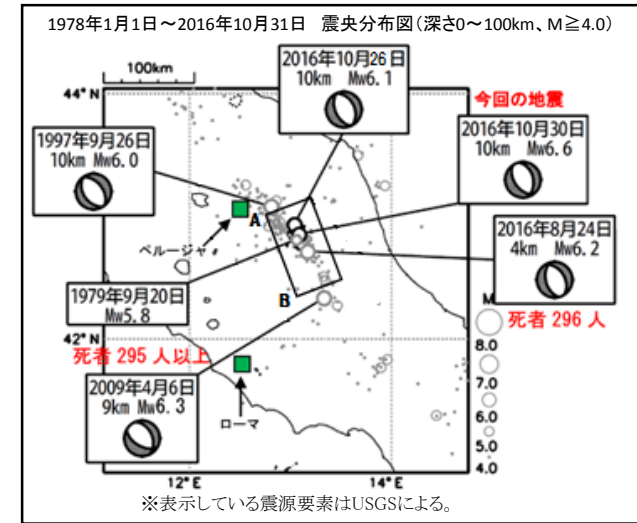 1978年1月1日～2016年10月31日 震央分布図（深さ0～100km、M≧4.0）
100km
44°N
2016年10月26日
10km Mw6.1
今回の地震
2016年10月30日
10km Mw6.6
1997年9月26日
10km Mw6.0
A
ペルージャ
2016年8月24日
4km Mw6.2
1979年9月20日
Mw5.8
B
M
死者 296 人
42°N
死者 295 人以上
8.0
7.0
6.0
5.0
4.0
2009年4月6日
9km Mw6.3
ローマ
12°E
14°E
※表示している震源要素はUSGSによる。